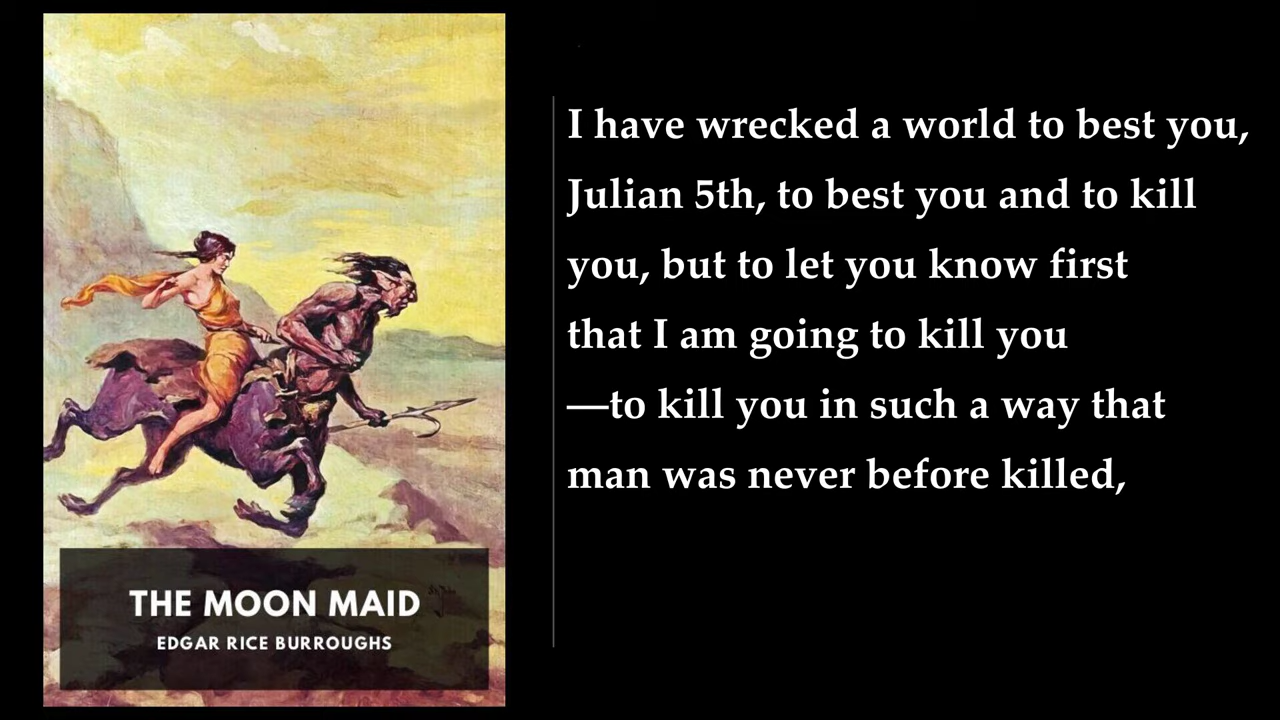 THE MOON MAID
EDGAR RICE BURROUGHS
I have wrecked a world to best you,
Julian 5th, to best you and to kill
you, but to let you know first
that I am going to kill you
—to kill you in such a way that
man was never before killed,